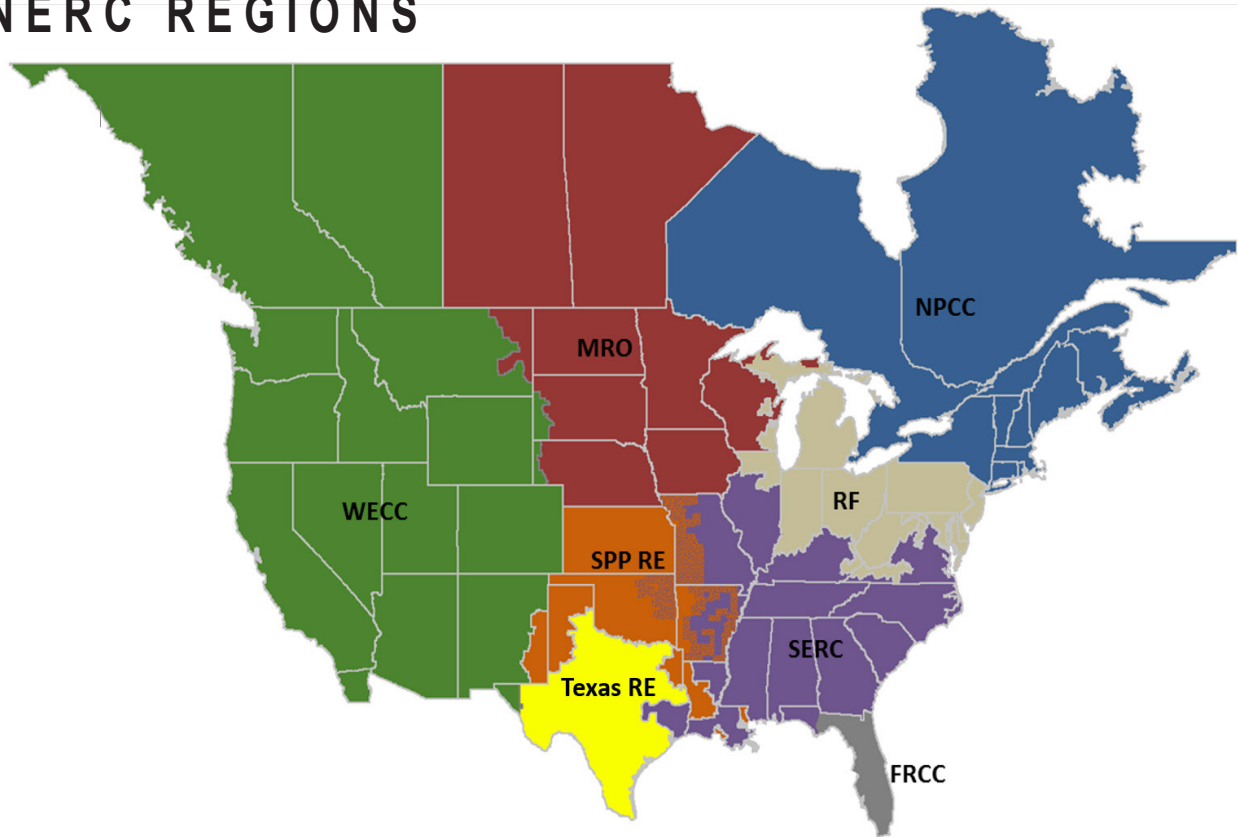 NERC REGIONS
NPCC
MRO
RF
WECC
SPP RE
SERC
Texas RE
FRCC